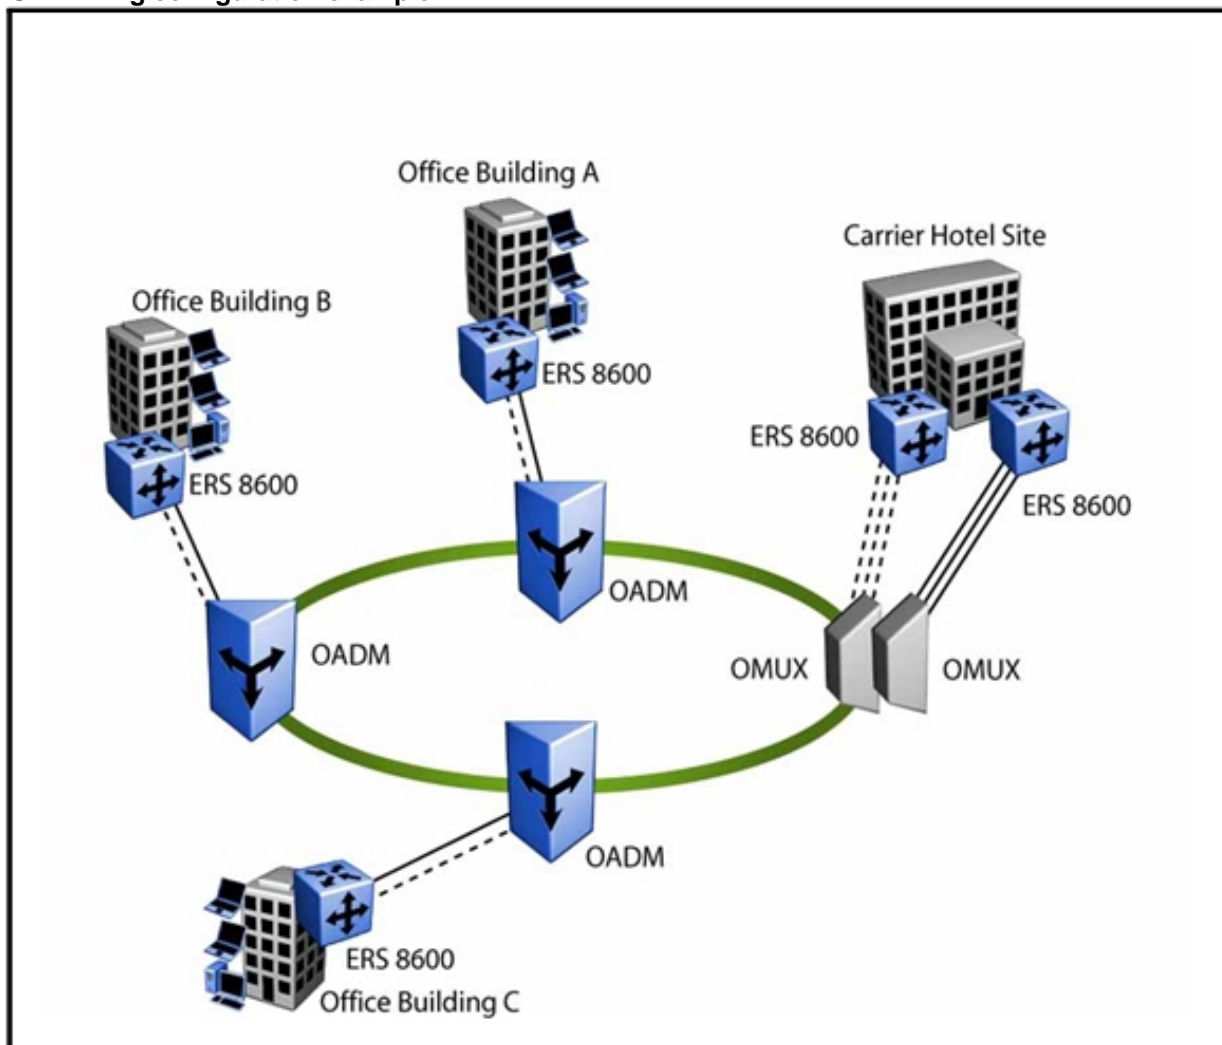 Office Building A
Carrier Hotel Site
Office Building B
ERS 8600
ERS 8600
ERS 8600
ERS 8600
OADM
OADM
OMUX
OMUX
OADM
ERS 8600
Office Building C